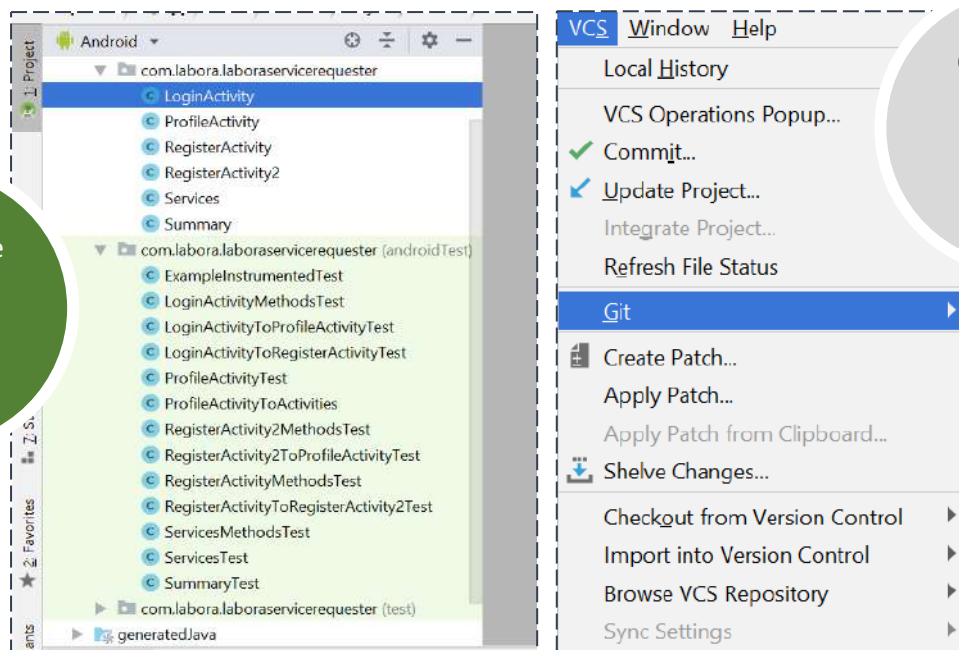 Android
1: Project
com.labora.laboraservicerequester
LoginActivity
ProfileActivity
RegisterActivity
RegisterActivity2
Services
Summary
com.labora.laboraservicerequester (androidTest)
ExampleInstrumentedTest
LoginActivityMethodsTest
LoginActivityToProfileActivityTest
LoginActivityToRegisterActivityTest
ProfileActivityTest
ProfileActivityToActivities
RegisterActivity2MethodsTest
RegisterActivity2ToProfileActivityTest
RegisterActivityMethodsTest
RegisterActivityToRegisterActivity2Test
ServicesMethodsTest
ServicesTest
SummaryTest
com.labora.laboraservicerequester (test)
generatedJava
2: Favorites
VCS Window Help
Local History
VCS Operations Popup...
Commit...
Update Project...
Integrate Project...
Refresh File Status
Git
Create Patch...
Apply Patch...
Apply Patch from Clipboard...
Shelve Changes...
Checkout from Version Control
Import into Version Control
Browse VCS Repository
Sync Settings